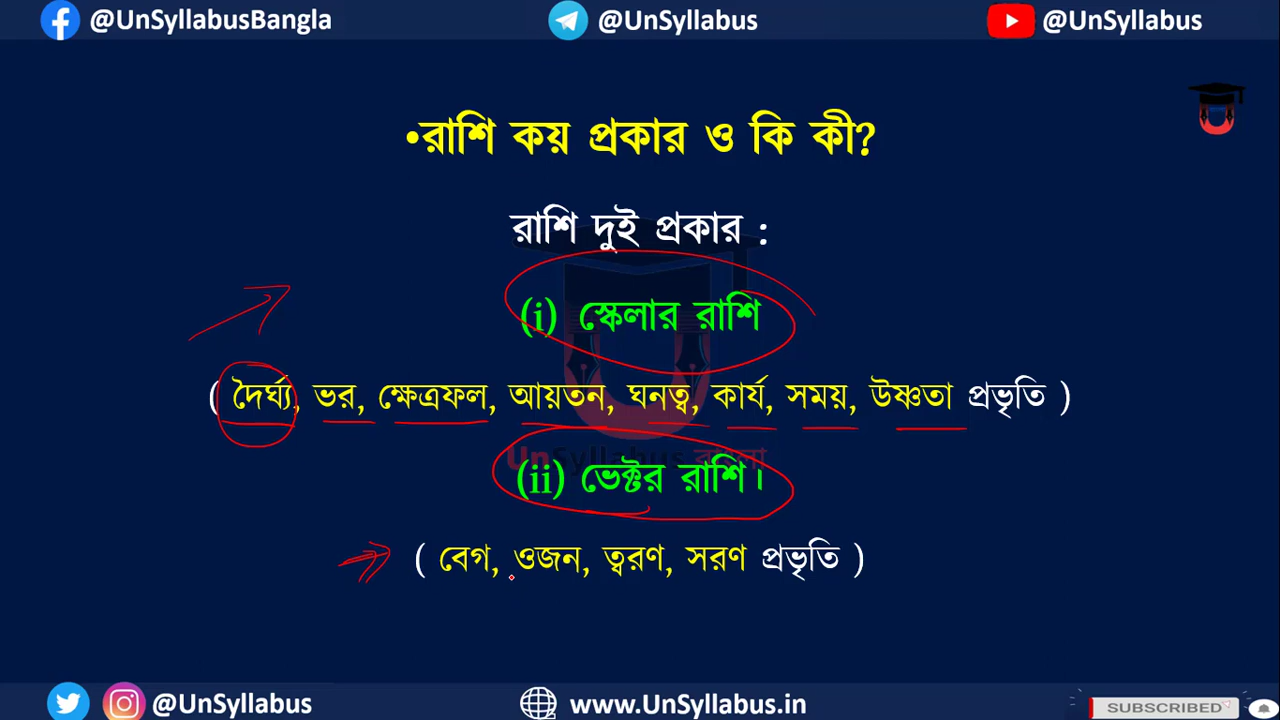 @UnSyllabusBangla @UnSyllabus @UnSyllabus
•রাশি কয় প্রকার ও কি কী?
রাশি দুই প্রকার :
(i) স্কেলার রাশি
( দৈর্ঘ্য, ভর, ক্ষেত্রফল, আয়তন, ঘনত্ব, কার্য, সময়, উষ্ণতা প্রভৃতি )
UnSyllabus বাংলা
(ii) ভেক্টর রাশি।
( বেগ, ওজন, ত্বরণ, সরণ প্রভৃতি )
@UnSyllabus www.UnSyllabus.in SUBSCRIBED